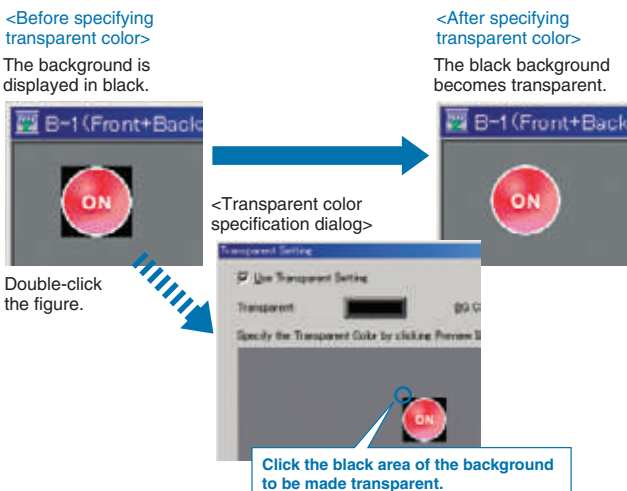 <Before specifying
transparent color>
The background is
displayed in black.
B-1(Front+Back
ON
Double-click
the figure.
<After specifying
transparent color>
The black background
becomes transparent.
B-1(Front+Back
ON
<Transparent color
specification dialog>
Transparent Setting
Use Transparent Setting
Transparent
BG C
Specify the Transparent Color by clicking Preview
ON
Click the black area of the background
to be made transparent.